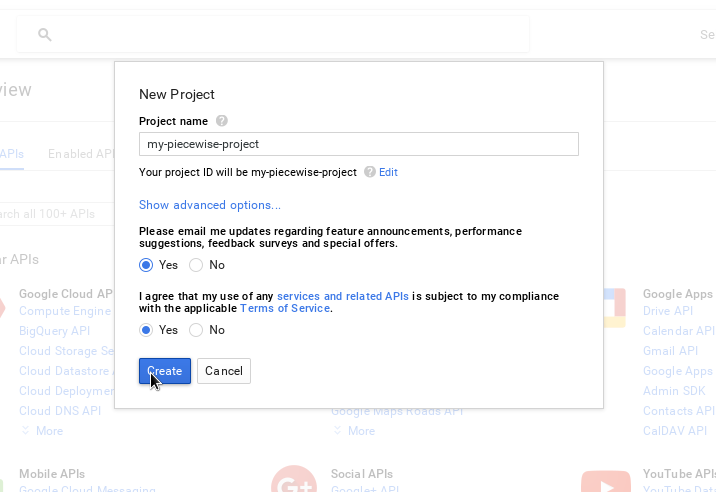 Se
view
New Project
Project name ?
my-piecewise-project
APIs
Enabled API
Your project ID will be my-piecewise-project ? Edit
Show advanced options...
arch all 100+ APIs
Please email me updates regarding feature announcements, performance
suggestions, feedback surveys and special offers.
Yes No
ar APIs
I agree that my use of any services and related APIs is subject to my compliance
with the applicable Terms of Service.
Yes No
Create Cancel
Google Cloud AP
Compute Engine
BigQuery API
Cloud Storage Se
Cloud Datastore A
Cloud Deploymen
Cloud DNS API
More
Google Maps Roads API
More
Google Apps
Drive API
Calendar API
Gmail API
Google Apps
Admin SDK
Contacts API
CalDAV API
Mobile APIs
Google Cloud Messaging
Social APIs
Google+ API
YouTube APIs
YouTube Dat